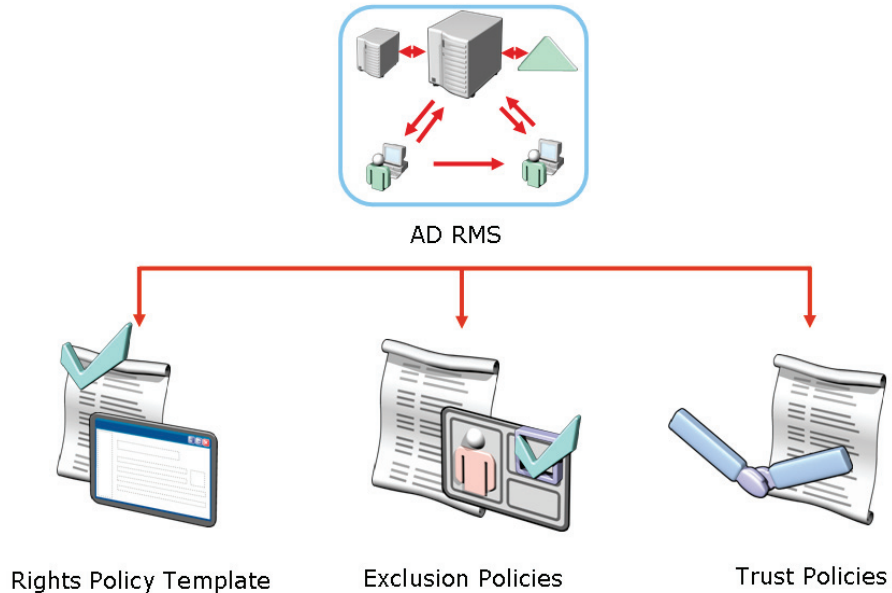 AD RMS
Rights Policy Template
Exclusion Policies
Trust Policies